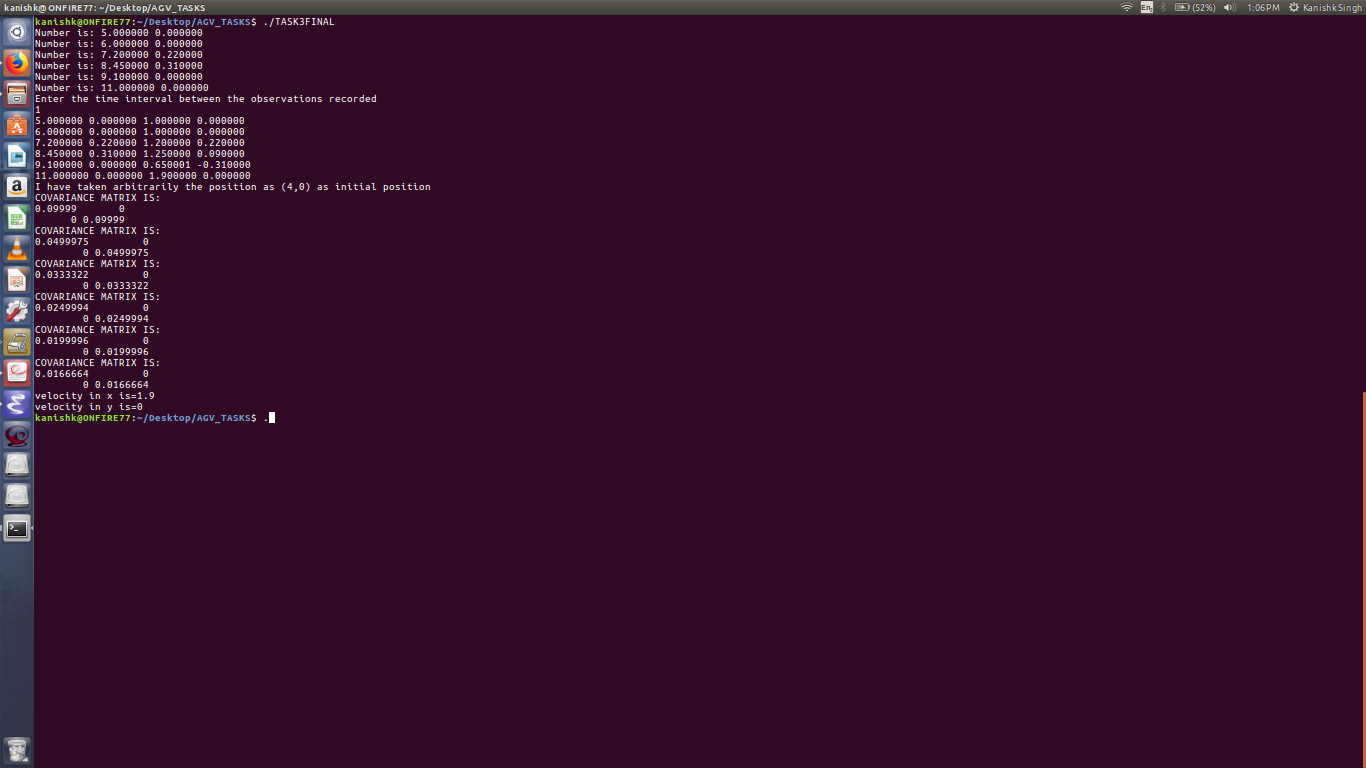 kanishk@ONFIRE77: ~/Desktop/AGV_TASKS En (52%) 1:06PM KanishkSingh
kanishk@ONFIRE77:~/Desktop/AGV_TASKS$ ./TASK3FINAL
Number is: 5.000000 0.000000
Number is: 6.000000 0.000000
Number is: 7.200000 0.220000
Number is: 8.450000 0.310000
Number is: 9.100000 0.000000
Number is: 11.000000 0.000000
Enter the time interval between the observations recorded
1
5.000000 0.000000 1.000000 0.000000
6.000000 0.000000 1.000000 0.000000
7.200000 0.220000 1.200000 0.220000
8.450000 0.310000 1.250000 0.090000
9.100000 0.000000 0.650001 -0.310000
11.000000 0.000000 1.900000 0.000000
I have taken arbitrarily the position as (4,0) as initial position
COVARIANCE MATRIX IS:
0.09999 0
0 0.09999
COVARIANCE MATRIX IS:
0.0499975 0
0 0.0499975
COVARIANCE MATRIX IS:
0.0333322 0
0 0.0333322
COVARIANCE MATRIX IS:
0.0249994 0
0 0.0249994
COVARIANCE MATRIX IS:
0.0199996 0
0 0.0199996
COVARIANCE MATRIX IS:
0.0166664 0
0 0.0166664
velocity in x is=1.9
velocity in y is=0
kanishk@ONFIRE77:~/Desktop/AGV_TASKS$ .